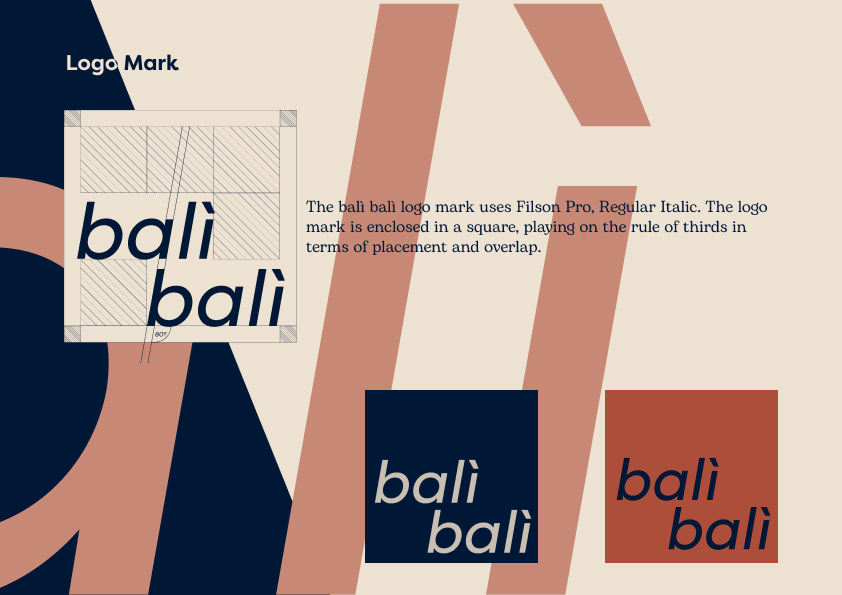 Logo Mark
balì
balì
80º
The balì balì logo mark uses Filson Pro, Regular Italic. The logo
mark is enclosed in a square, playing on the rule of thirds in
terms of placement and overlap.
balì
balì
balì
balì